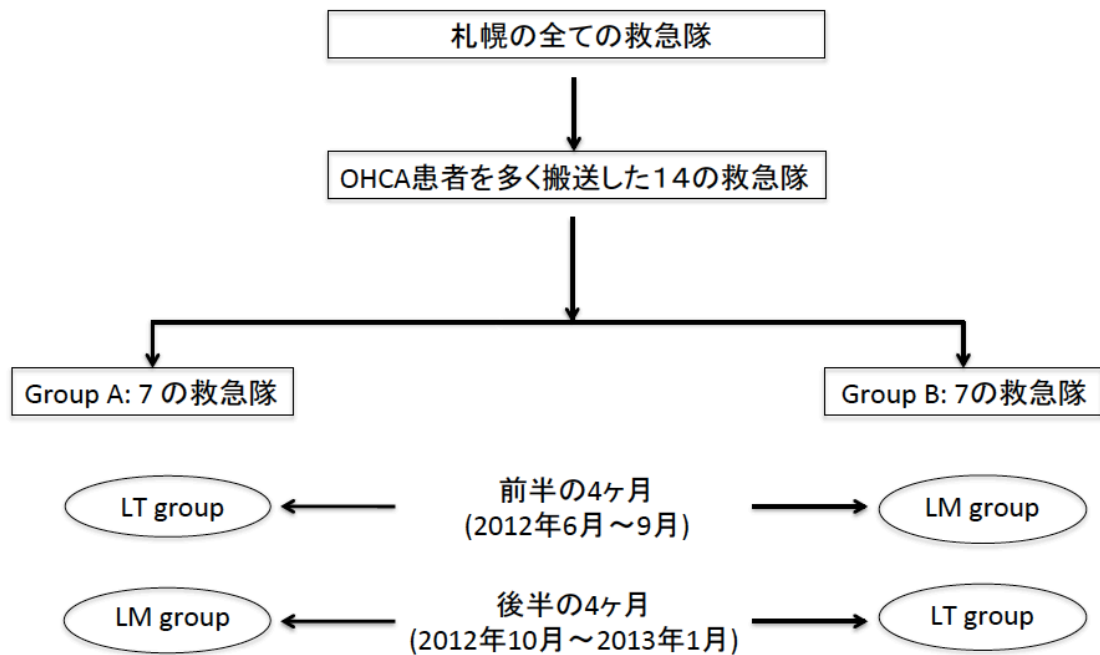 札幌の全ての救急隊
OHCA患者を多く搬送した１４の救急隊
Group A: 7 の救急隊
Group B: 7の救急隊
LT group
前半の4ヶ月
(2012年6月～9月)
LM group
LM group
後半の4ヶ月
(2012年10月～2013年1月)
LT group